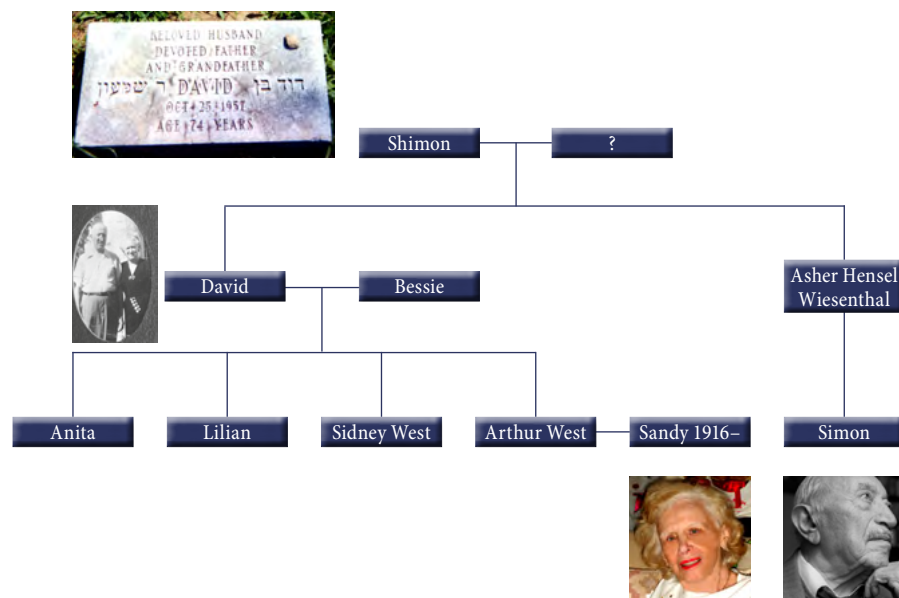 BELOVED HUSBAND
DEVOTED FATHER
AND GRANDFATHER
דוד בן DAVID ר שמשון
OCT 25 1957
AGE 74 YEARS
Shimon
?
David
Bessie
Asher Hensel
Wiesenthal
Anita
Lilian
Sidney West
Arthur West
Sandy 1916–
Simon